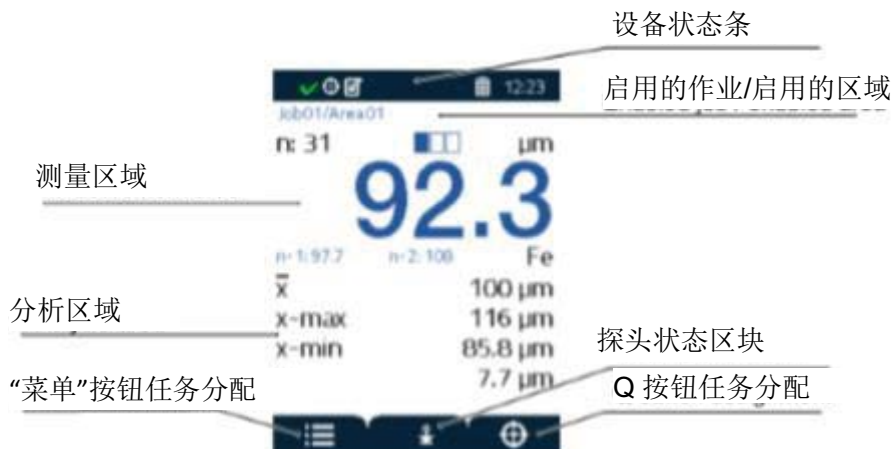 设备状态条
12:23
启用的作业/启用的区域
Job01/Area01
n: 31
µm
测量区域
92.3
n-1: 97.7
n-2: 100
Fe
x̄ 100 µm
分析区域
x-max 116 µm
x-min 85.8 µm
探头状态区块
7.7 µm
“菜单”按钮任务分配
Q 按钮任务分配